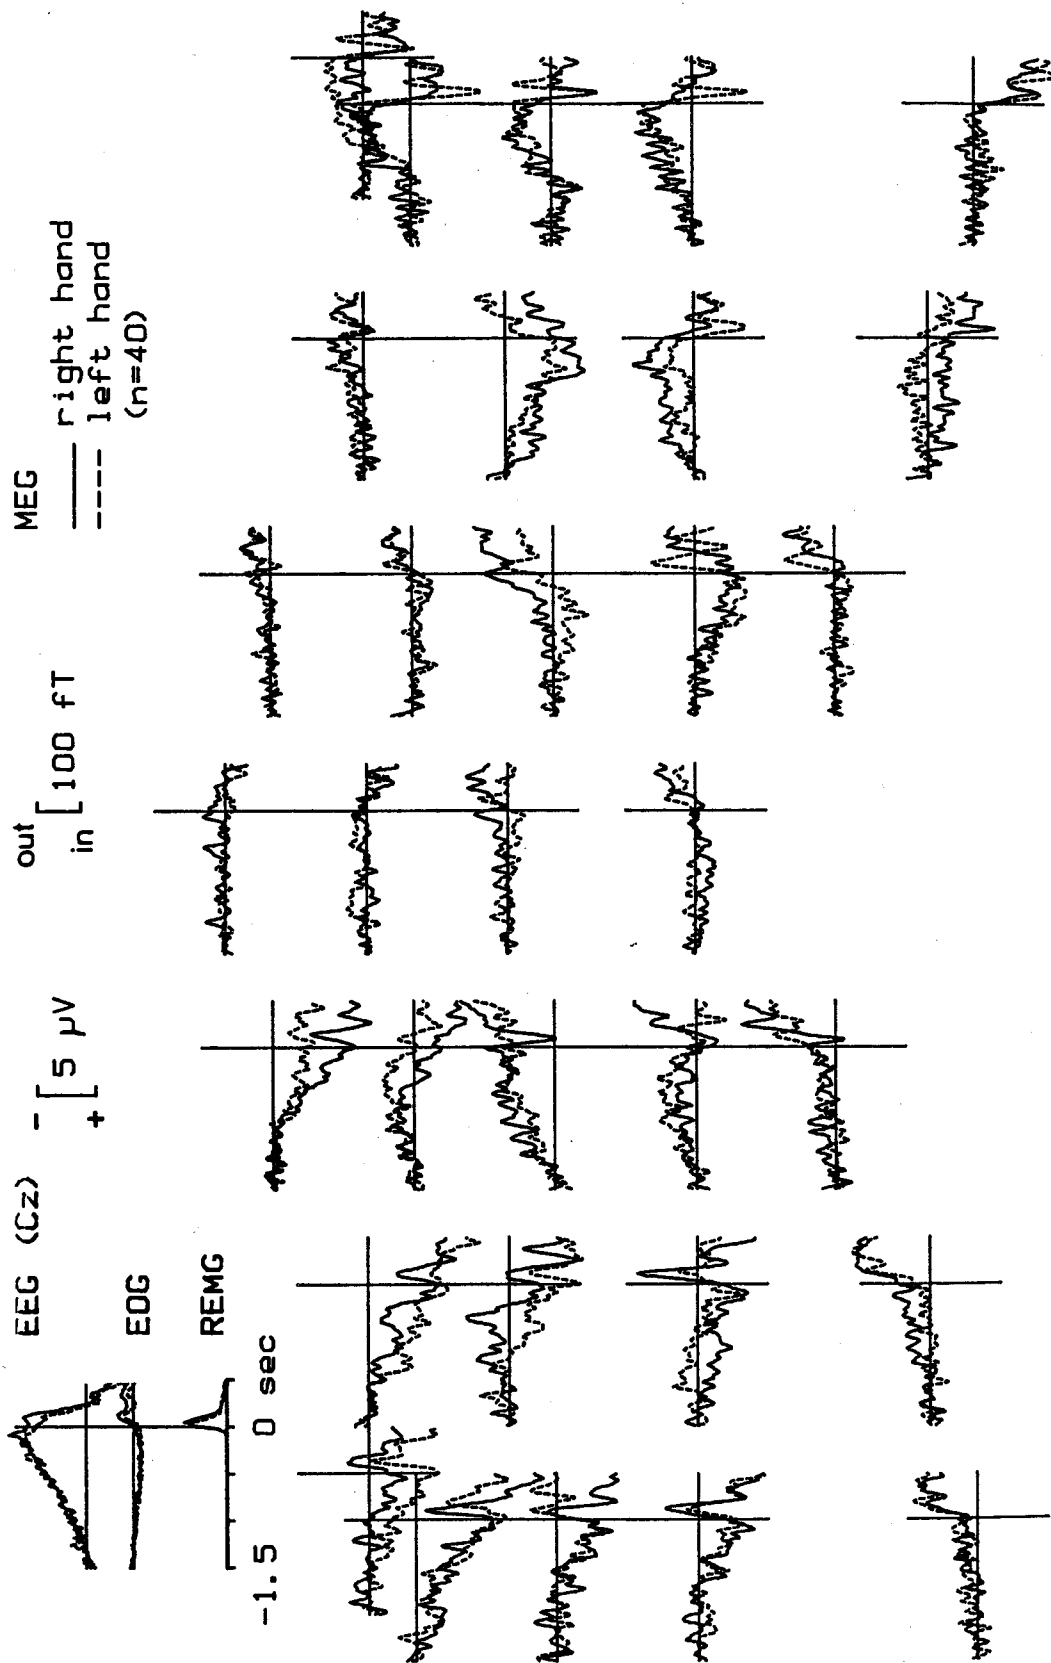 EEG (Cz)
- 
+ [ 5 µV
out
in [ 100 fT
MEG
—— right hand
---- left hand
(n=40)
EOG
REMG
-1.5 0 sec